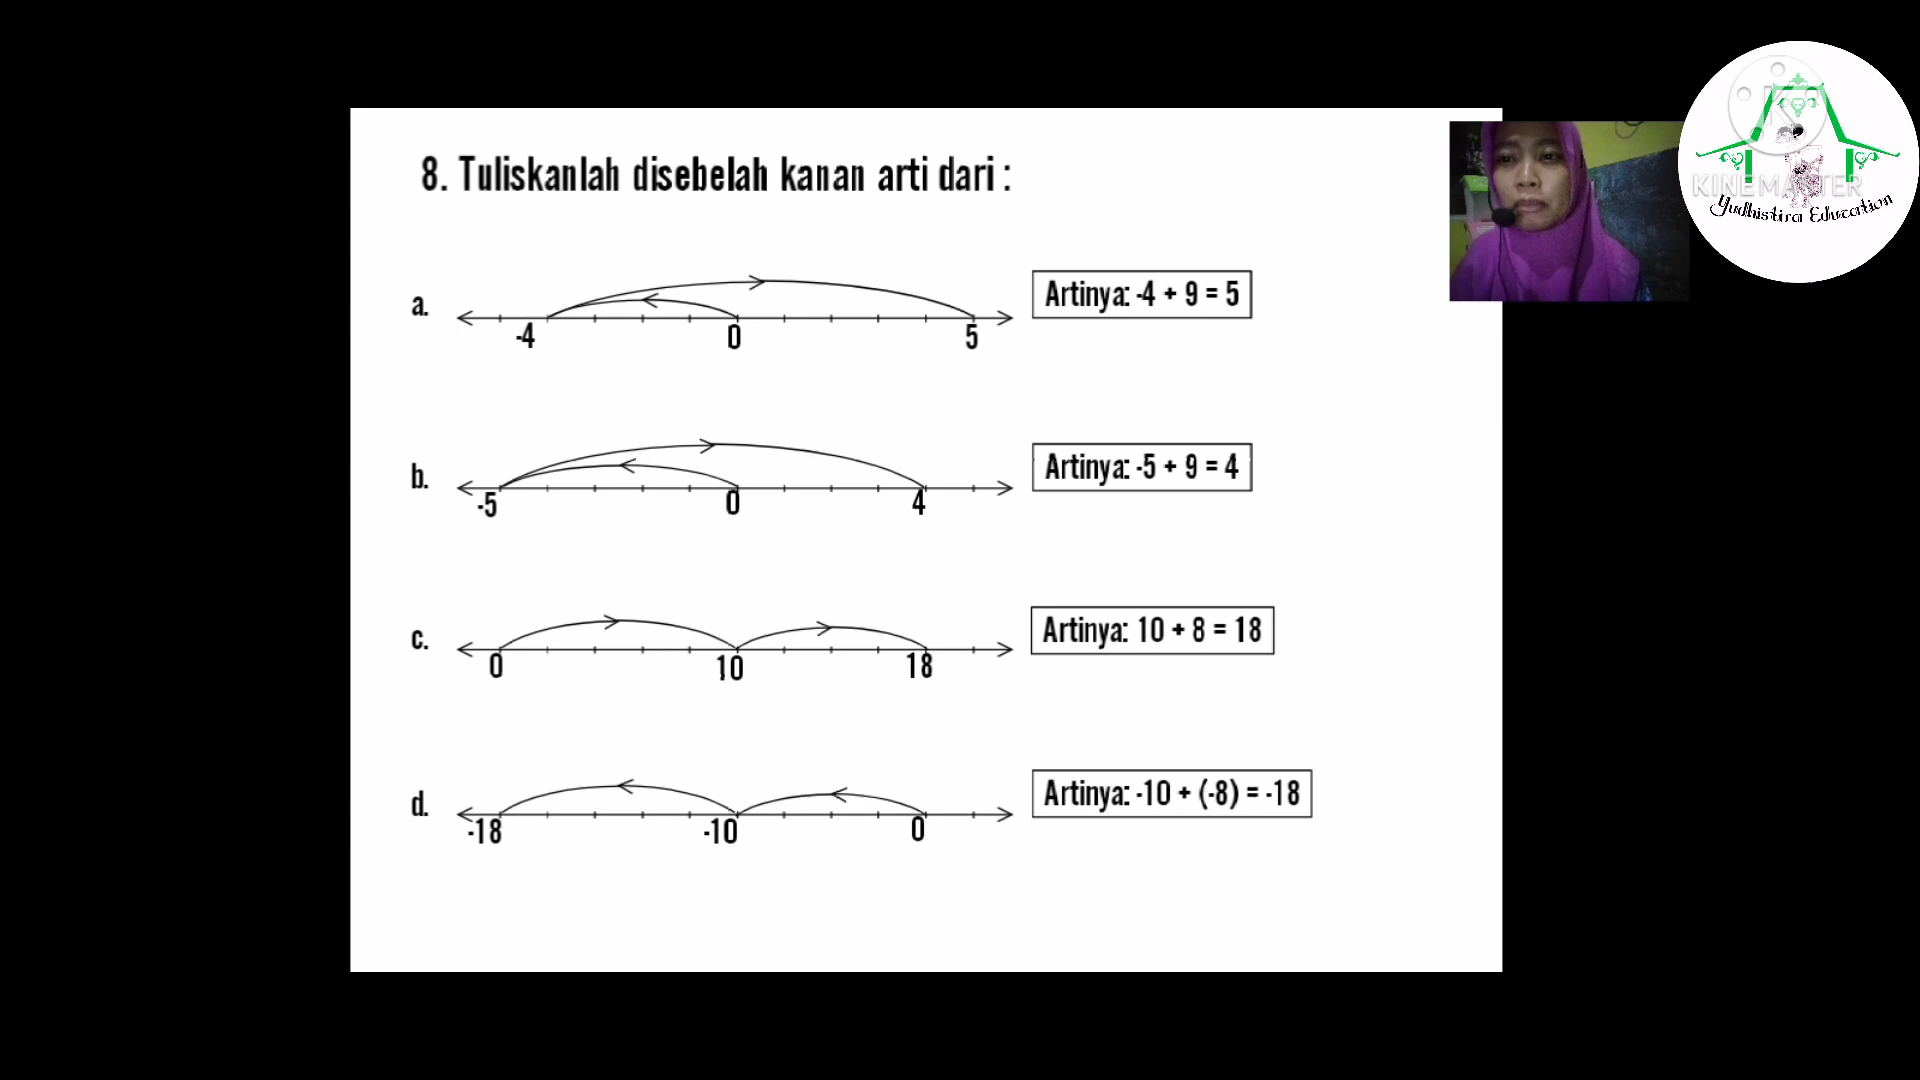 8. Tuliskanlah disebelah kanan arti dari :
a.
-4 0 5
Artinya: -4 + 9 = 5
b.
-5 0 4
Artinya: -5 + 9 = 4
c.
0 10 18
Artinya: 10 + 8 = 18
d.
-18 -10 0
Artinya: -10 + (-8) = -18
KINEMASTER
Yudhistira Education